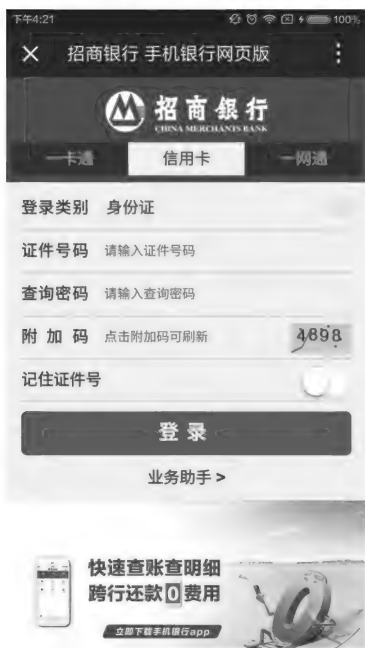 下午4:21 100%
招商银行 手机银行网页版
招商银行
CHINA MERCHANTS BANK
一卡通 信用卡 一网通
登录类别 身份证
证件号码 请输入证件号码
查询密码 请输入查询密码
附加码 点击附加码可刷新 4898
记住证件号
登录
业务助手 >
快速查账查明细
跨行还款0费用
立即下载手机银行app